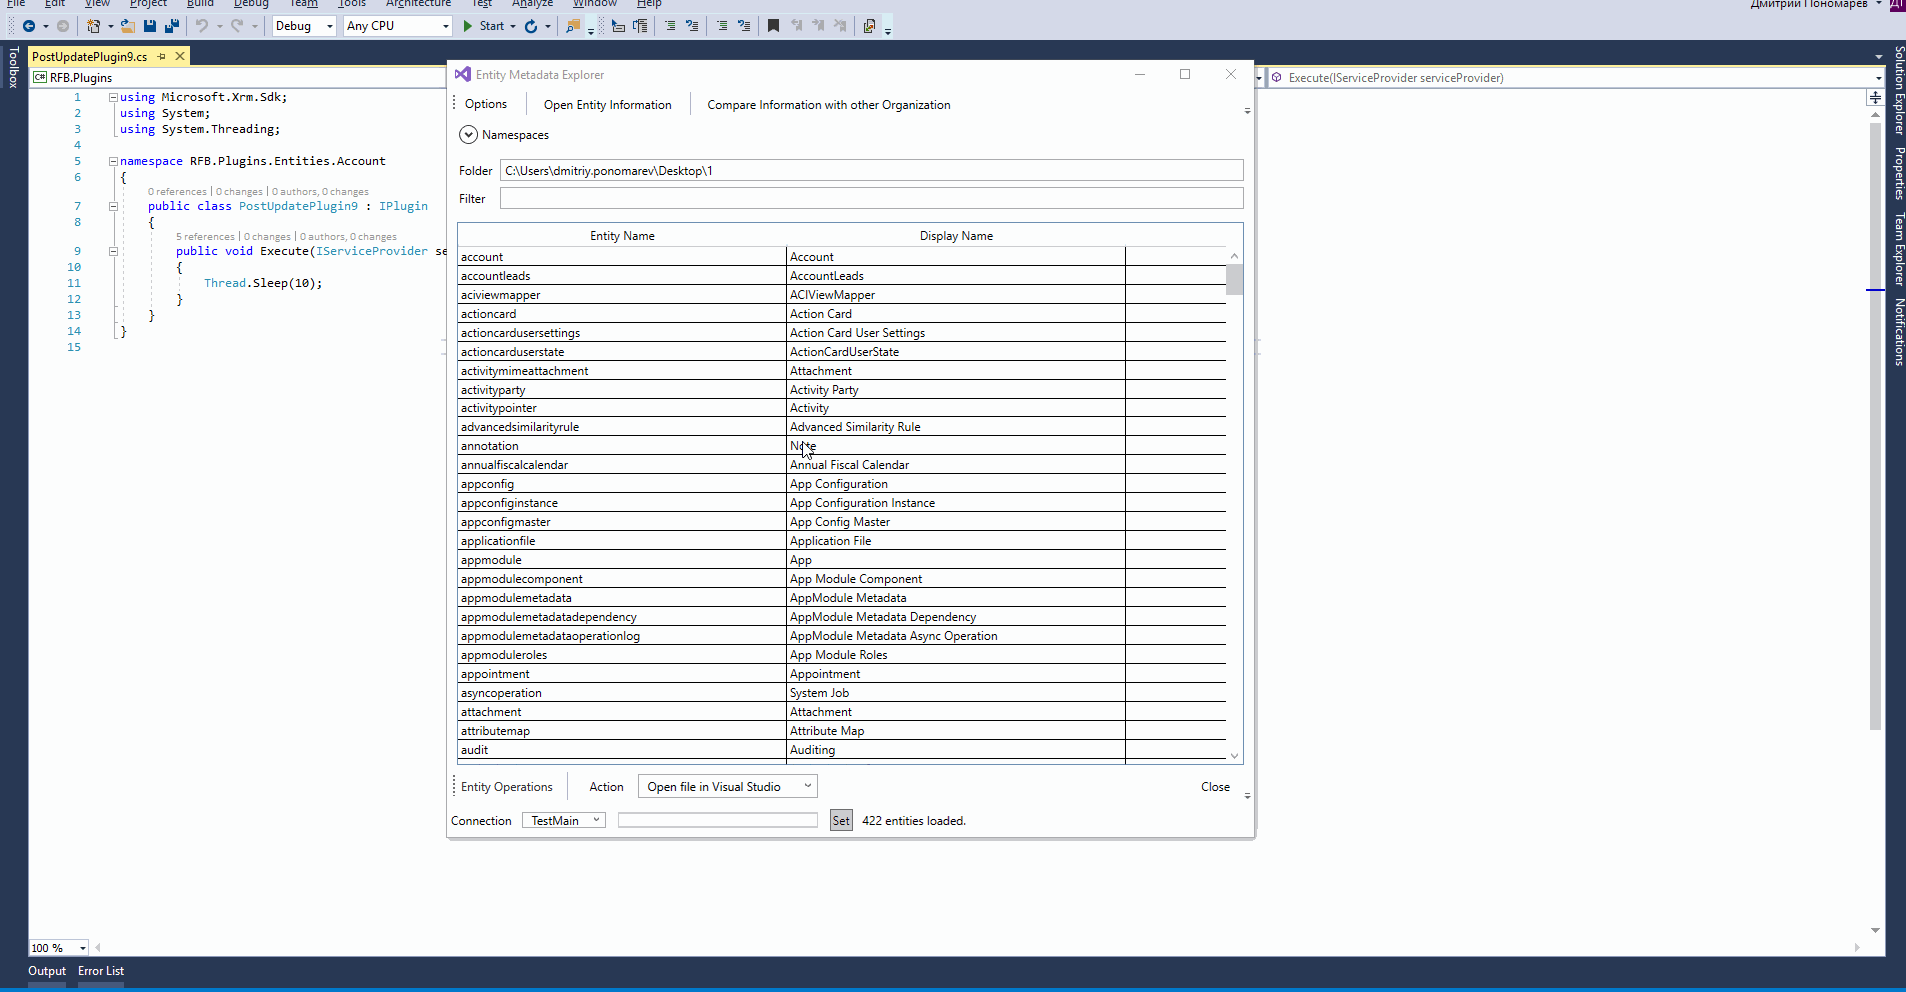 File Edit View Project Build Debug Team Tools Architecture Test Analyze Window Help Дмитрий Пономарев
Debug Any CPU Start
Toolbox
PostUpdatePlugin9.cs
RFB.Plugins
Execute(IServiceProvider serviceProvider)
1 using Microsoft.Xrm.Sdk;
2 using System;
3 using System.Threading;
4
5 namespace RFB.Plugins.Entities.Account
6 {
0 references | 0 changes | 0 authors, 0 changes
7 public class PostUpdatePlugin9 : IPlugin
8 {
5 references | 0 changes | 0 authors, 0 changes
9 public void Execute(IServiceProvider se
10 {
11 Thread.Sleep(10);
12 }
13 }
14 }
15
Entity Metadata Explorer
Options Open Entity Information Compare Information with other Organization
Namespaces
Folder C:\Users\dmitriy.ponomarev\Desktop\1
Filter
Entity Name Display Name
account Account
accountleads AccountLeads
aciviewmapper ACIViewMapper
actioncard Action Card
actioncardusersettings Action Card User Settings
actioncarduserstate ActionCardUserState
activitymimeattachment Attachment
activityparty Activity Party
activitypointer Activity
advancedsimilarityrule Advanced Similarity Rule
annotation Note
annualfiscalcalendar Annual Fiscal Calendar
appconfig App Configuration
appconfiginstance App Configuration Instance
appconfigmaster App Config Master
applicationfile Application File
appmodule App
appmodulecomponent App Module Component
appmodulemetadata AppModule Metadata
appmodulemetadatadependency AppModule Metadata Dependency
appmodulemetadataoperationlog AppModule Metadata Async Operation
appmoduleroles App Module Roles
appointment Appointment
asyncoperation System Job
attachment Attachment
attributemap Attribute Map
audit Auditing
Entity Operations Action Open file in Visual Studio Close
Connection TestMain Set 422 entities loaded.
Solution Explorer
Properties
Team Explorer
Notifications
100 %
Output Error List